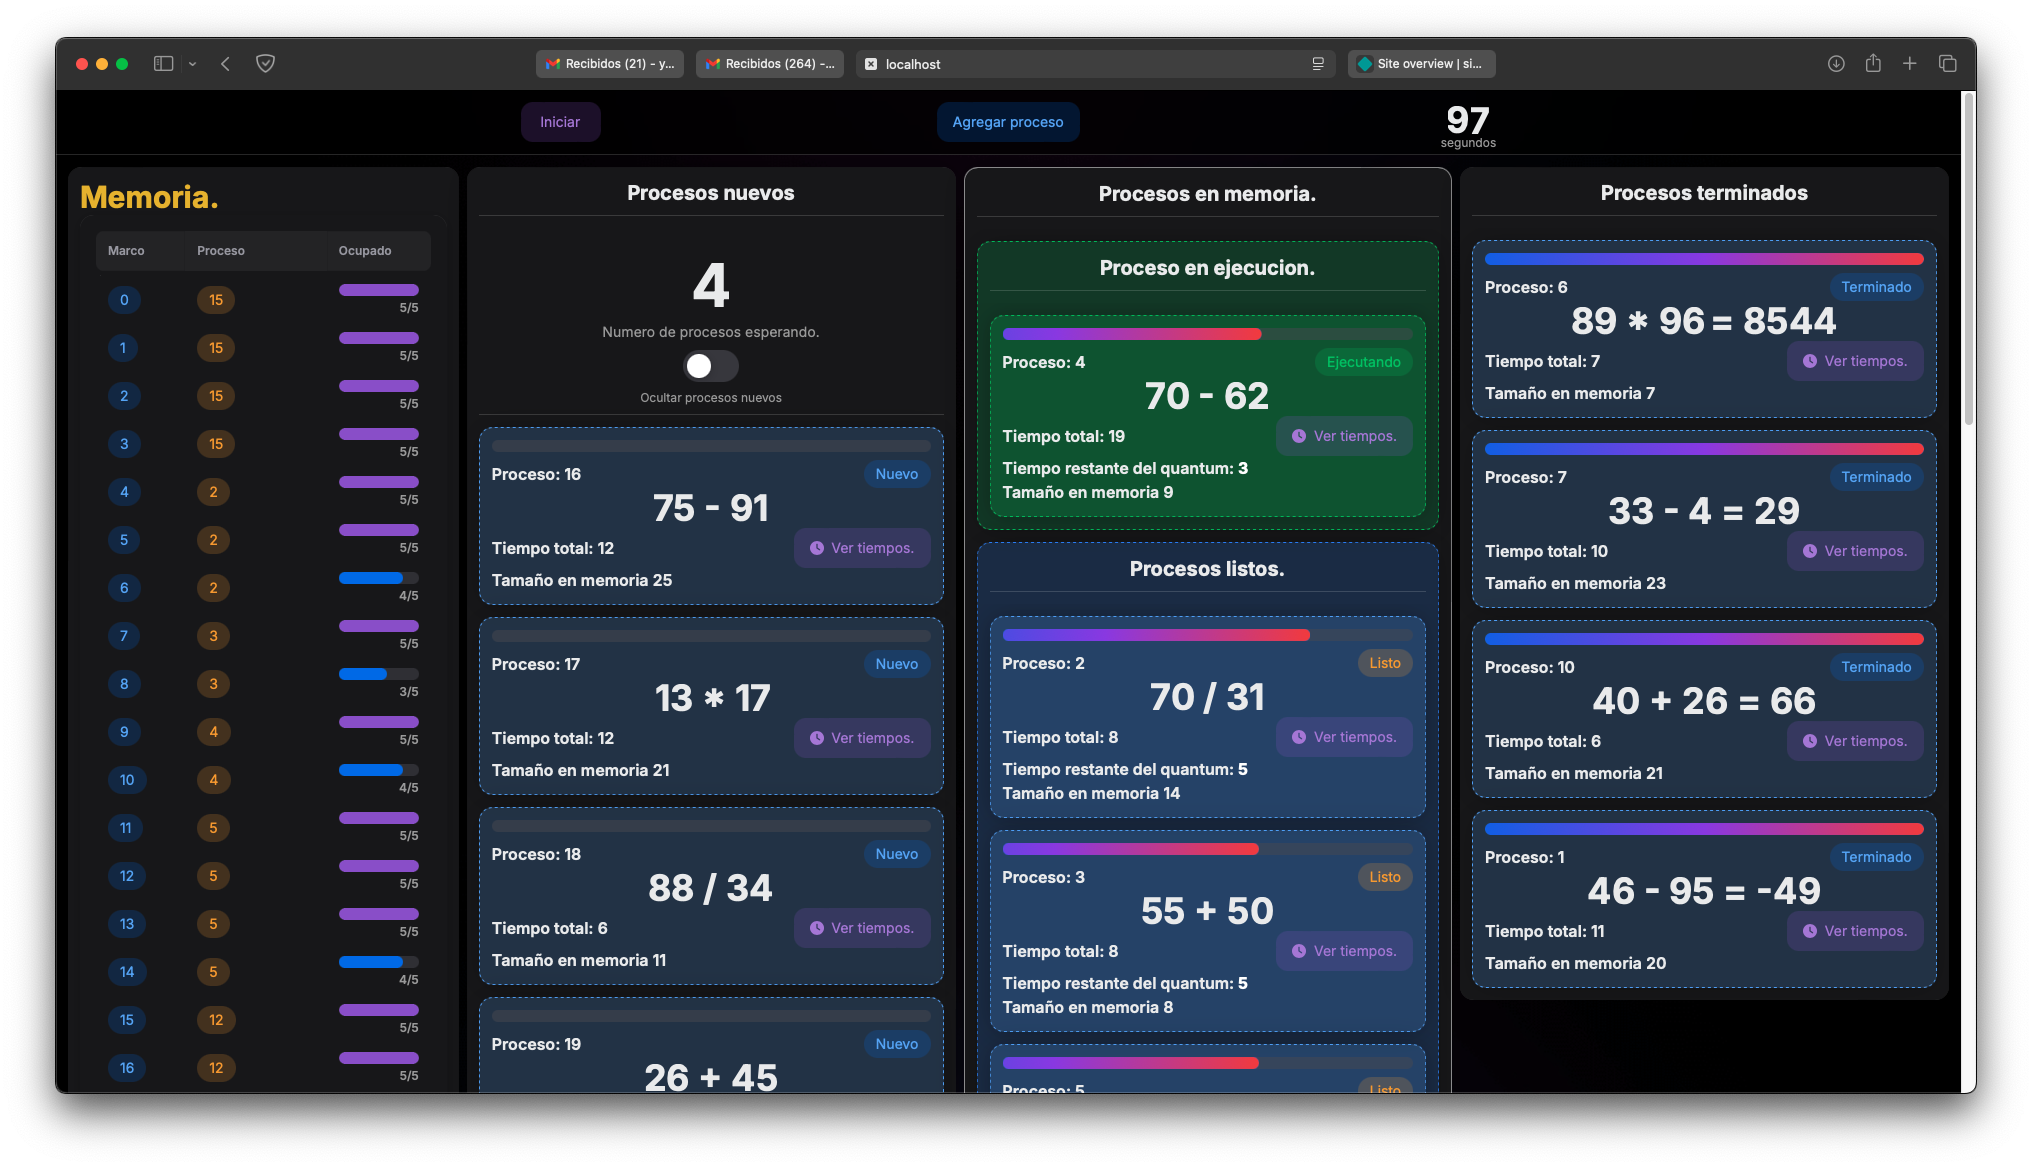 Recibidos (21) - y...
Recibidos (264) -...
localhost
Site overview | si...
Iniciar
Agregar proceso
97
segundos
Memoria.
Marco Proceso Ocupado
0 15 5/5
1 15 5/5
2 15 5/5
3 15 5/5
4 2 5/5
5 2 5/5
6 2 4/5
7 3 5/5
8 3 3/5
9 4 5/5
10 4 4/5
11 5 5/5
12 5 5/5
13 5 5/5
14 5 4/5
15 12 5/5
16 12 5/5
Procesos nuevos
4
Numero de procesos esperando.
Ocultar procesos nuevos
Proceso: 16 Nuevo
75 - 91
Tiempo total: 12 Ver tiempos.
Tamaño en memoria 25
Proceso: 17 Nuevo
13 * 17
Tiempo total: 12 Ver tiempos.
Tamaño en memoria 21
Proceso: 18 Nuevo
88 / 34
Tiempo total: 6 Ver tiempos.
Tamaño en memoria 11
Proceso: 19 Nuevo
26 + 45
Procesos en memoria.
Proceso en ejecucion.
Proceso: 4 Ejecutando
70 - 62
Tiempo total: 19 Ver tiempos.
Tiempo restante del quantum: 3
Tamaño en memoria 9
Procesos listos.
Proceso: 2 Listo
70 / 31
Tiempo total: 8 Ver tiempos.
Tiempo restante del quantum: 5
Tamaño en memoria 14
Proceso: 3 Listo
55 + 50
Tiempo total: 8 Ver tiempos.
Tiempo restante del quantum: 5
Tamaño en memoria 8
Proceso: 5 Listo
Procesos terminados
Proceso: 6 Terminado
89 * 96 = 8544
Tiempo total: 7 Ver tiempos.
Tamaño en memoria 7
Proceso: 7 Terminado
33 - 4 = 29
Tiempo total: 10 Ver tiempos.
Tamaño en memoria 23
Proceso: 10 Terminado
40 + 26 = 66
Tiempo total: 6 Ver tiempos.
Tamaño en memoria 21
Proceso: 1 Terminado
46 - 95 = -49
Tiempo total: 11 Ver tiempos.
Tamaño en memoria 20